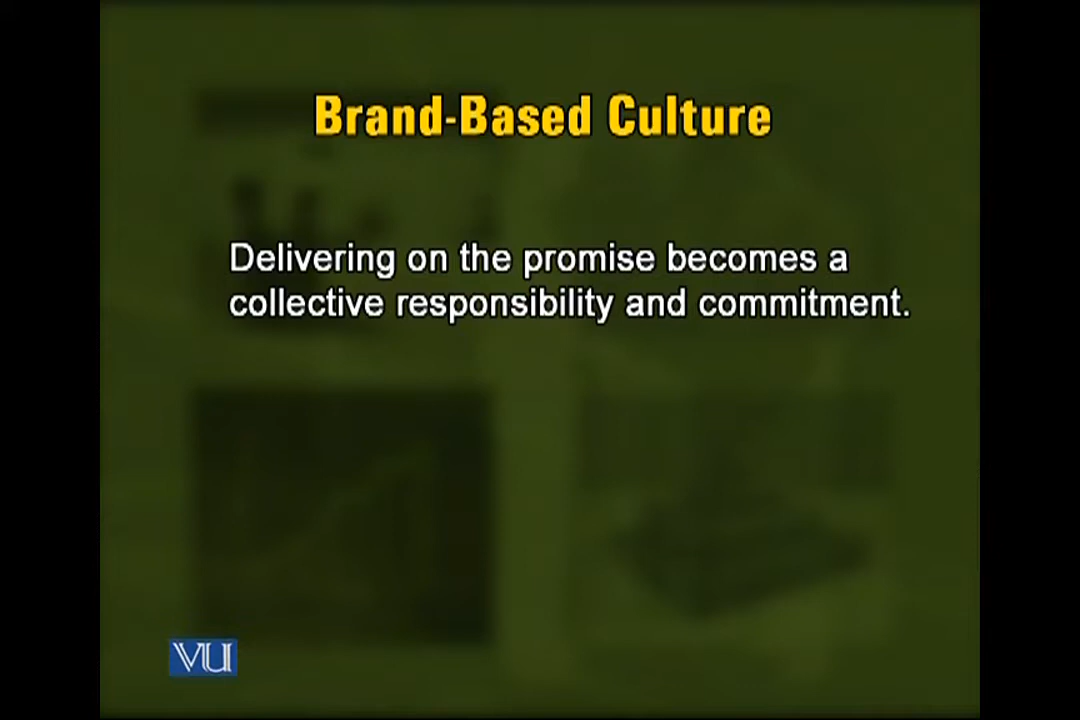 Brand-Based Culture
Delivering on the promise becomes a
collective responsibility and commitment.
VU